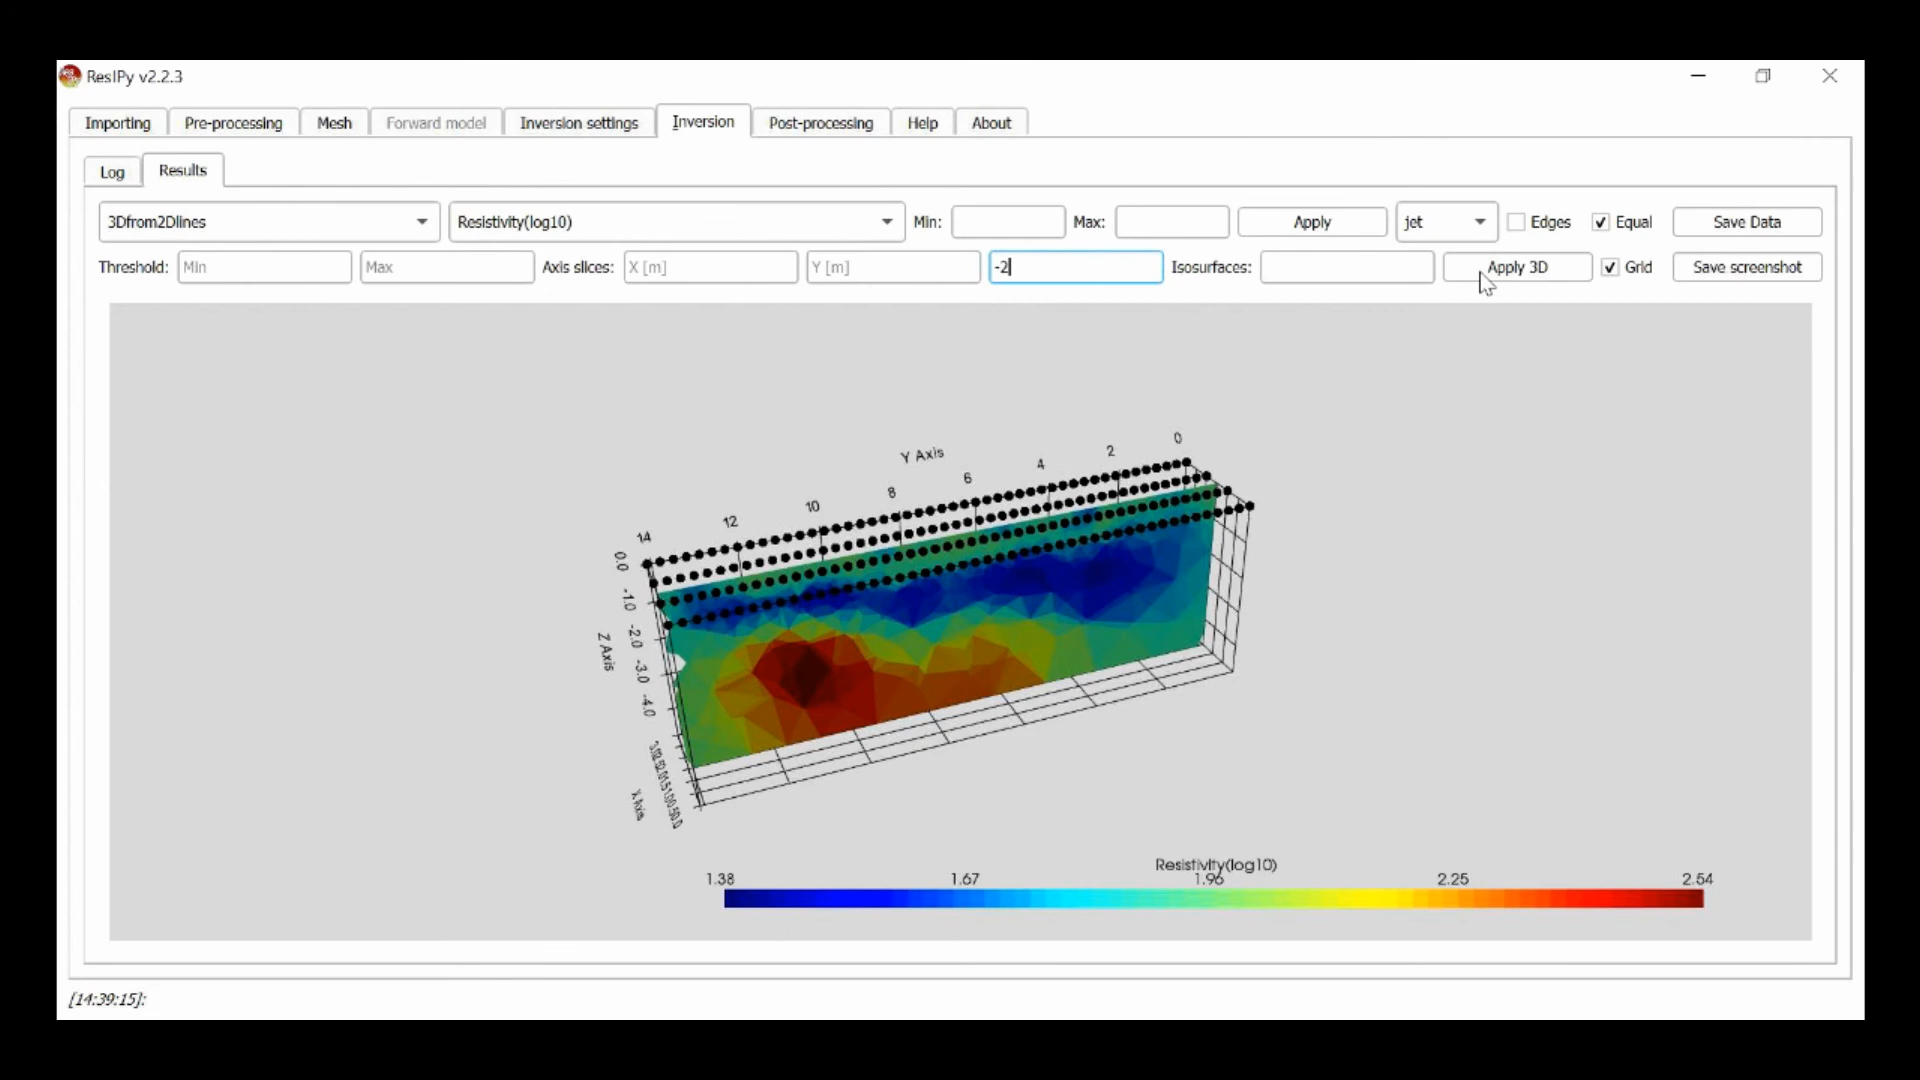 ResIPy v2.2.3
Importing Pre-processing Mesh Forward model Inversion settings Inversion Post-processing Help About
Log Results
3Dfrom2Dlines Resistivity(log10) Min: Max: Apply jet Edges Equal Save Data
Threshold: Min Max Axis slices: X [m] Y [m] -2 Isosurfaces: Apply 3D Grid Save screenshot
Y Axis
14 12 10 8 6 4 2 0
0.0
-1.0
-2.0
-3.0
-4.0
Z Axis
X Axis
Resistivity(log10)
1.38 1.67 1.96 2.25 2.54
[14:39:15]: